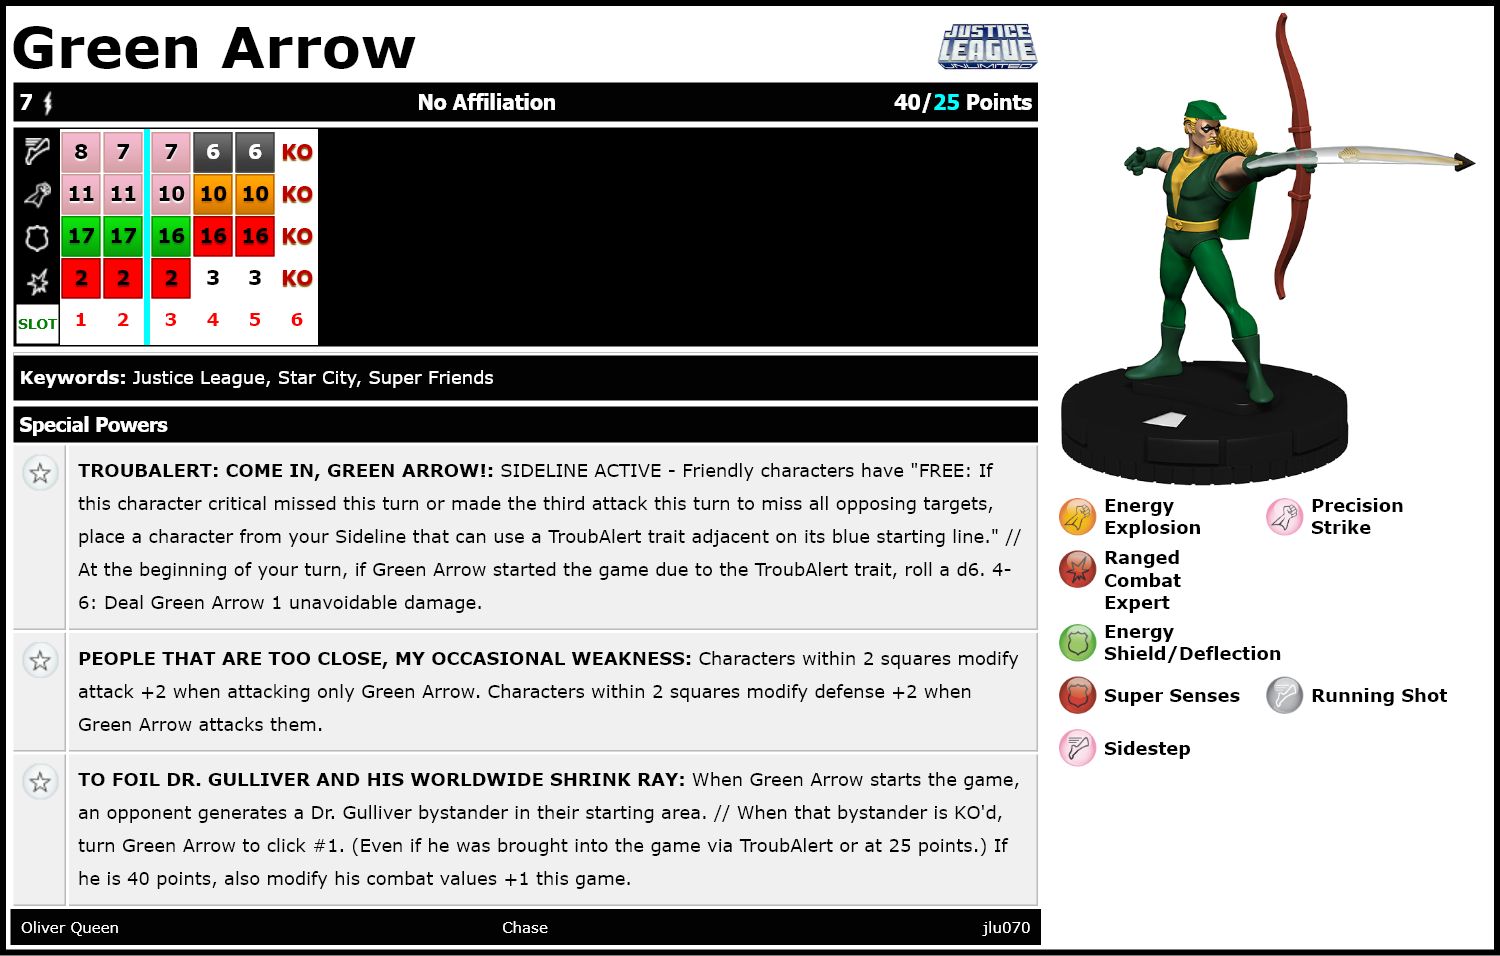 Green Arrow
JUSTICE
LEAGUE
UNLIMITED
7 No Affiliation 40/25 Points
8 7 7 6 6 KO
11 11 10 10 10 KO
17 17 16 16 16 KO
2 2 2 3 3 KO
SLOT 1 2 3 4 5 6
Keywords: Justice League, Star City, Super Friends
Special Powers
TROUBALERT: COME IN, GREEN ARROW!: SIDELINE ACTIVE - Friendly characters have "FREE: If
this character critical missed this turn or made the third attack this turn to miss all opposing targets,
place a character from your Sideline that can use a TroubAlert trait adjacent on its blue starting line." //
At the beginning of your turn, if Green Arrow started the game due to the TroubAlert trait, roll a d6. 4-
6: Deal Green Arrow 1 unavoidable damage.
PEOPLE THAT ARE TOO CLOSE, MY OCCASIONAL WEAKNESS: Characters within 2 squares modify
attack +2 when attacking only Green Arrow. Characters within 2 squares modify defense +2 when
Green Arrow attacks them.
TO FOIL DR. GULLIVER AND HIS WORLDWIDE SHRINK RAY: When Green Arrow starts the game,
an opponent generates a Dr. Gulliver bystander in their starting area. // When that bystander is KO'd,
turn Green Arrow to click #1. (Even if he was brought into the game via TroubAlert or at 25 points.) If
he is 40 points, also modify his combat values +1 this game.
Oliver Queen Chase jlu070
Energy
Explosion
Precision
Strike
Ranged
Combat
Expert
Energy
Shield/Deflection
Super Senses
Running Shot
Sidestep